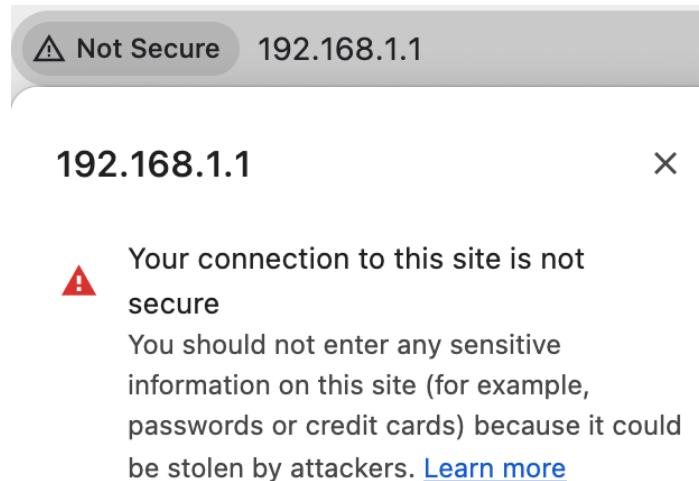 Not Secure 192.168.1.1
192.168.1.1
Your connection to this site is not
secure
You should not enter any sensitive
information on this site (for example,
passwords or credit cards) because it could
be stolen by attackers. Learn more